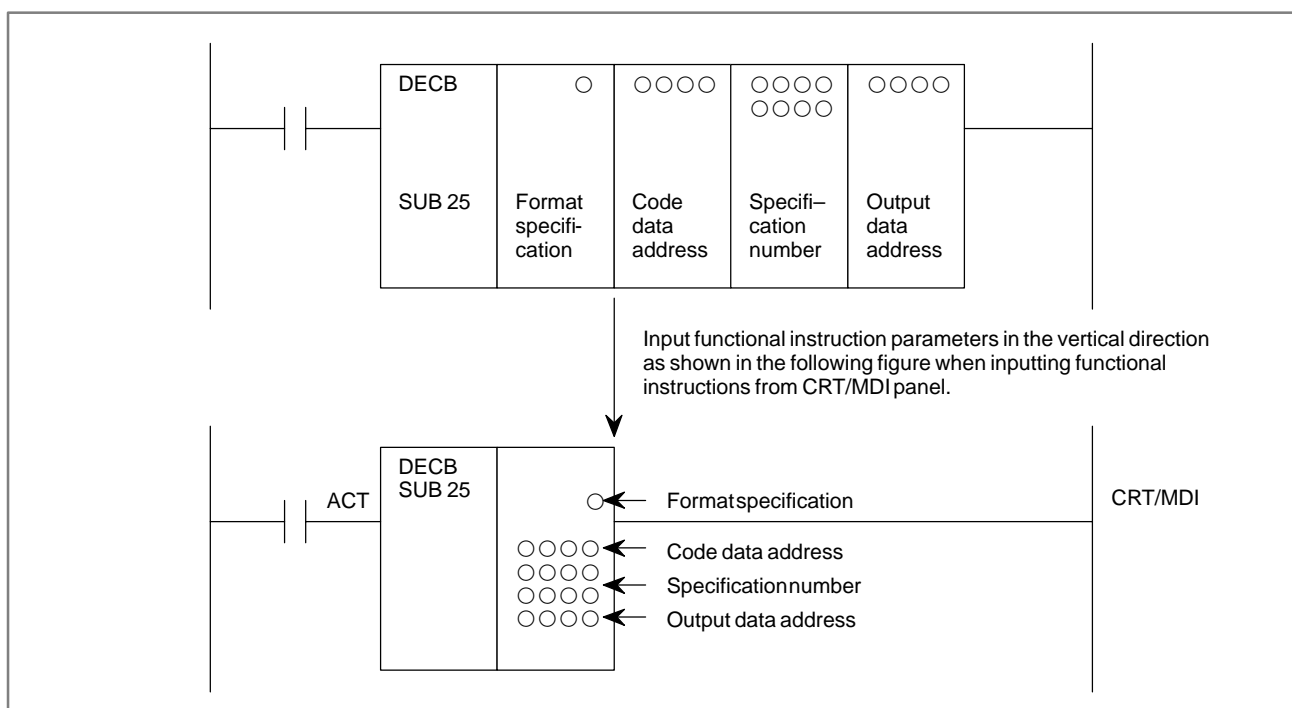 DECB
SUB 25
Format
specifi-
cation
Code
data
address
Specifi–
cation
number
Output
data
address
Input functional instruction parameters in the vertical direction
as shown in the following figure when inputting functional
instructions from CRT/MDI panel.
ACT
DECB
SUB 25
Format specification
Code data address
Specification number
Output data address
CRT/MDI